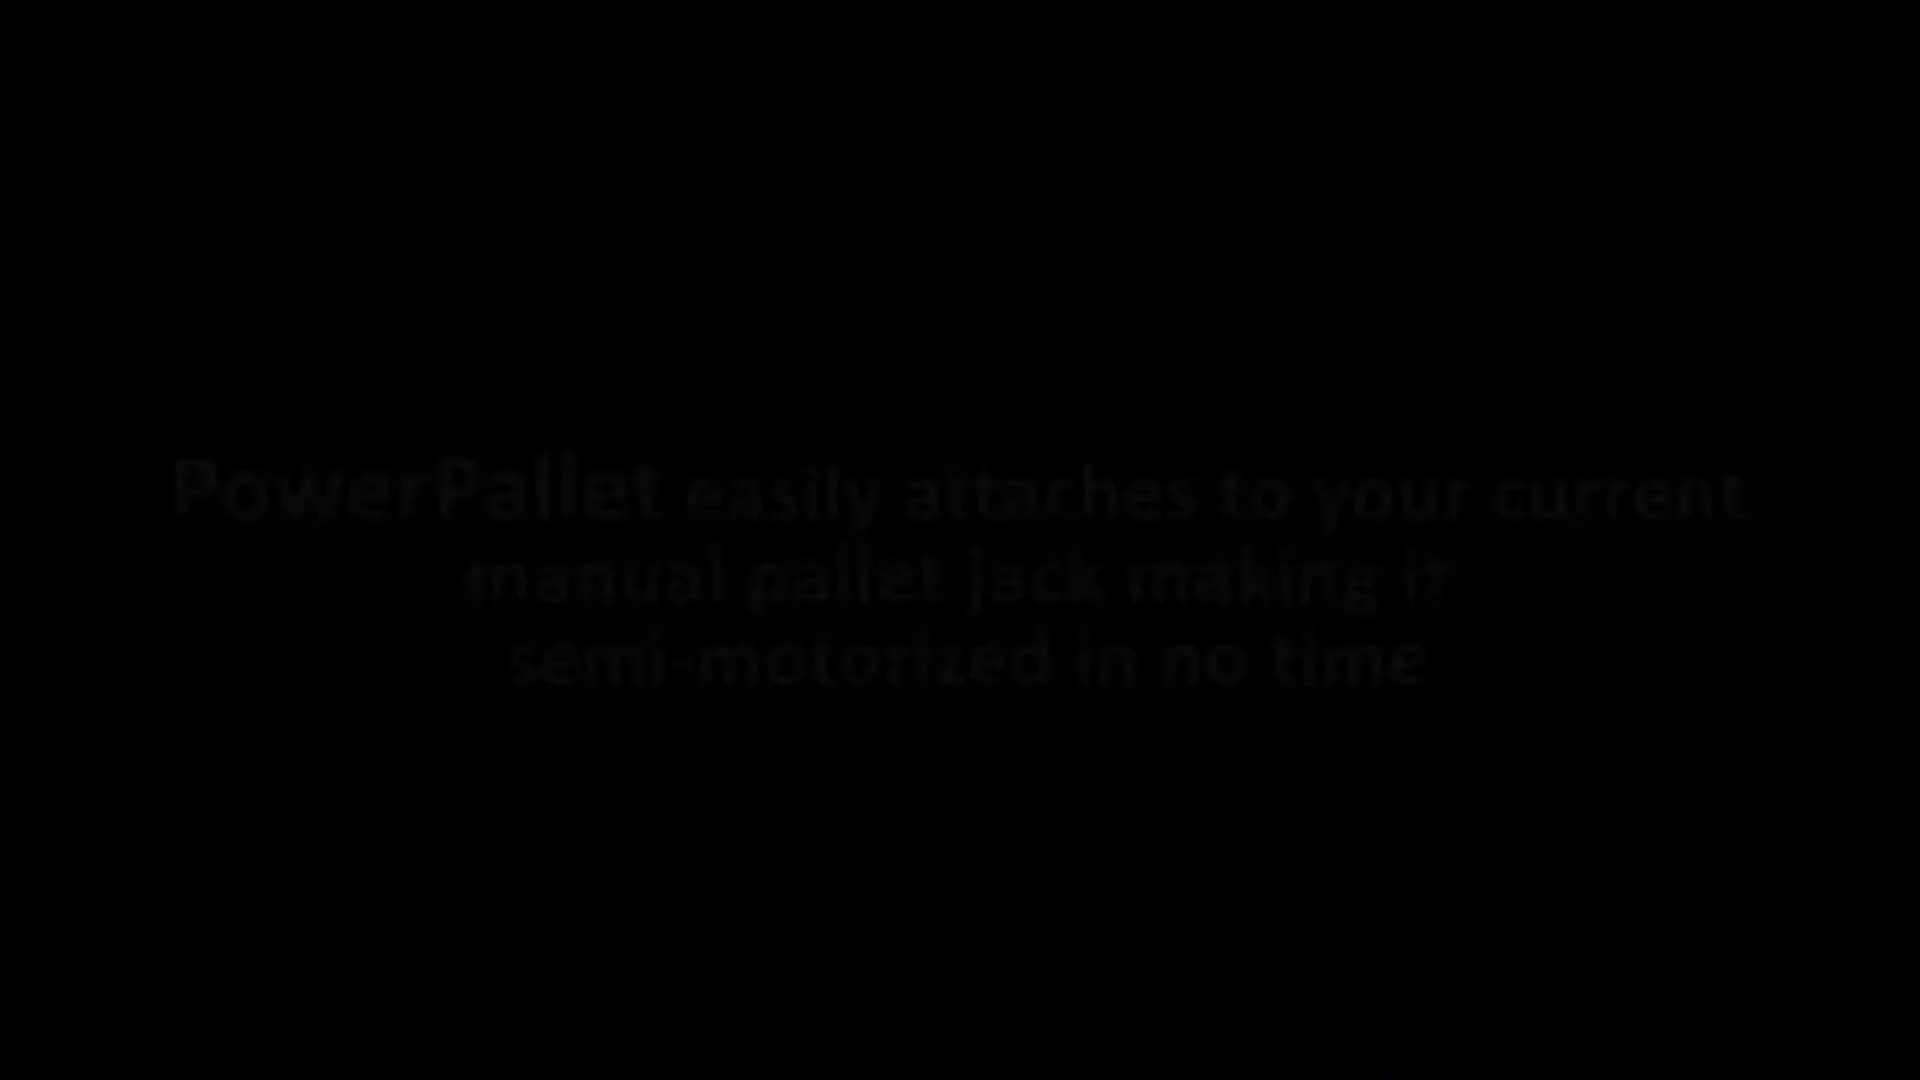 PowerPallet easily attaches to your current
manual pallet jack making it
semi-motorized in no time